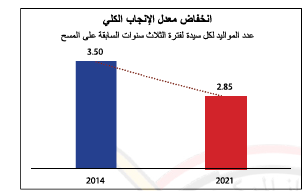 انخفاض معدل الإنجاب الكلي
عدد المواليد لكل سيدة لفترة الثلاث سنوات السابقة على المسح
3.50
2.85
2014
2021